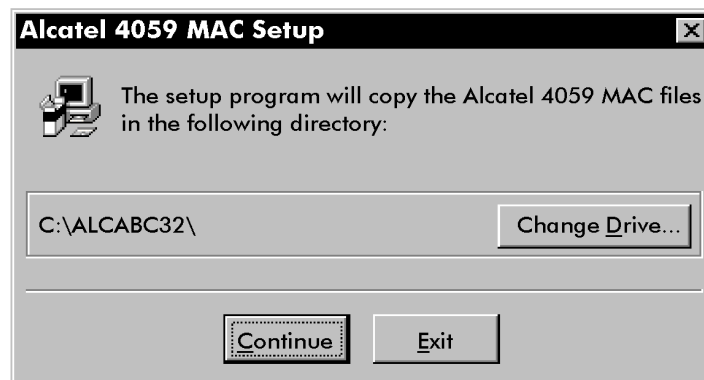 Alcatel 4059 MAC Setup
The setup program will copy the Alcatel 4059 MAC files
in the following directory:
C:\ALCABC32\
Change Drive...
Continue
Exit